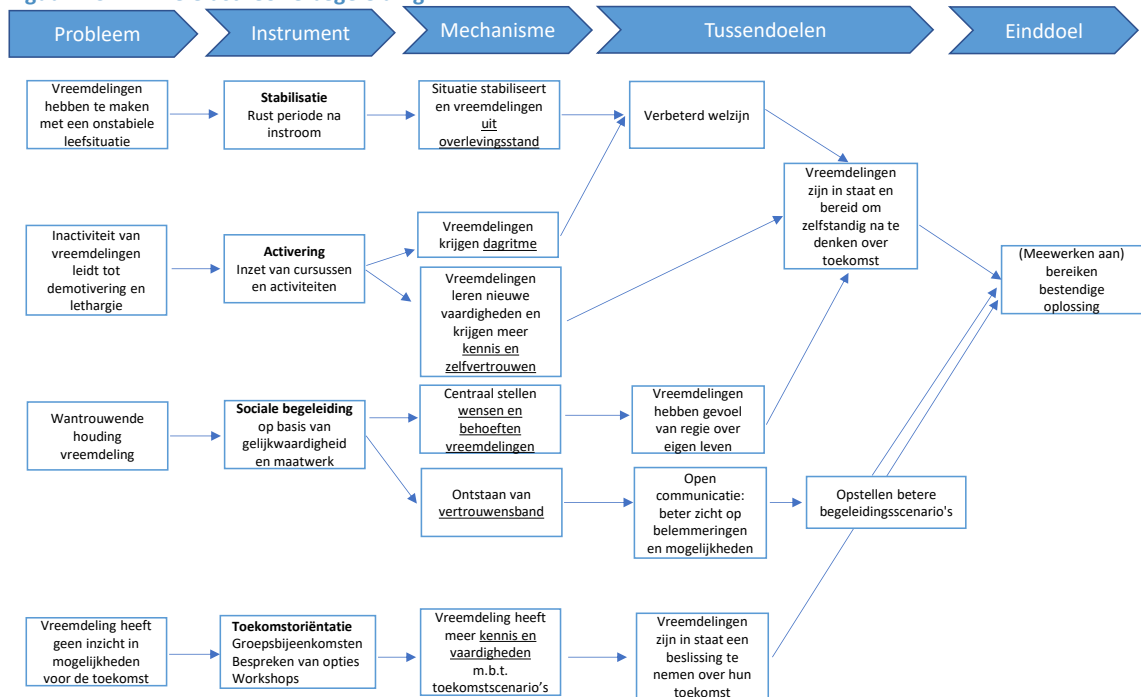 Probleem
Instrument
Mechanisme
Tussendoelen
Einddoel
Vreemdelingen
hebben te maken
met een onstabiele
leefsituatie
Stabilisatie
Rust periode na
instroom
Situatie stabiliseert
en vreemdelingen
uit
overlevingsstand
Verbeterd welzijn
Vreemdelingen
zijn in staat en
bereid om
zelfstandig na te
denken over
toekomst
Inactiviteit van
vreemdelingen
leidt tot
demotivering en
lethargie
Activering
Inzet van cursussen
en activiteiten
Vreemdelingen
krijgen dagritme
Vreemdelingen
leren nieuwe
vaardigheden en
krijgen meer
kennis en
zelfvertrouwen
(Meewerken aan)
bereiken
bestendige
oplossing
Wantrouwende
houding
vreemdeling
Sociale begeleiding
op basis van
gelijkwaardigheid
en maatwerk
Centraal stellen
wensen en
behoeften
vreemdelingen
Vreemdelingen
hebben gevoel
van regie over
eigen leven
Ontstaan van
vertrouwensband
Open
communicatie:
beter zicht op
belemmeringen
en mogelijkheden
Opstellen betere
begeleidingsscenario's
Vreemdeling heeft
geen inzicht in
mogelijkheden
voor de toekomst
Toekomstoriëntatie
Groepsbijeenkomsten
Bespreken van opties
Workshops
Vreemdeling heeft
meer kennis en
vaardigheden
m.b.t.
toekomstscenario's
Vreemdelingen
zijn in staat een
beslissing te
nemen over hun
toekomst